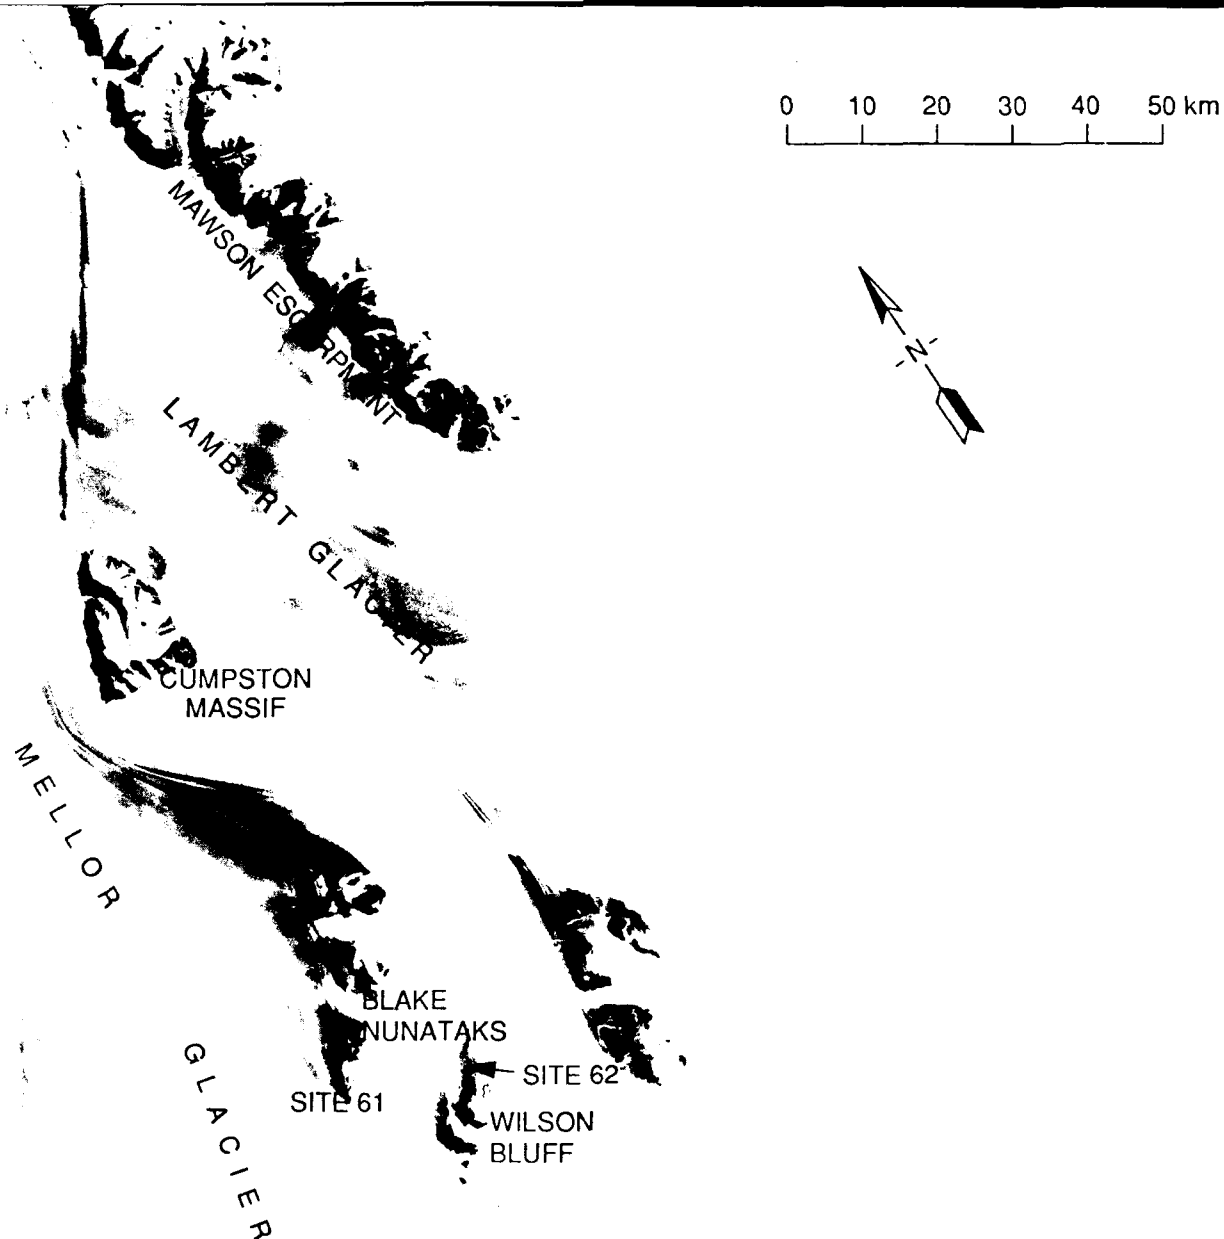 0 10 20 30 40 50 km
N
MAWSON ESCARPMENT
LAMBERT GLACIER
CUMPSTON
MASSIF
MELLOR
GLACIER
BLAKE
NUNATAKS
SITE 62
SITE 61
WILSON
BLUFF